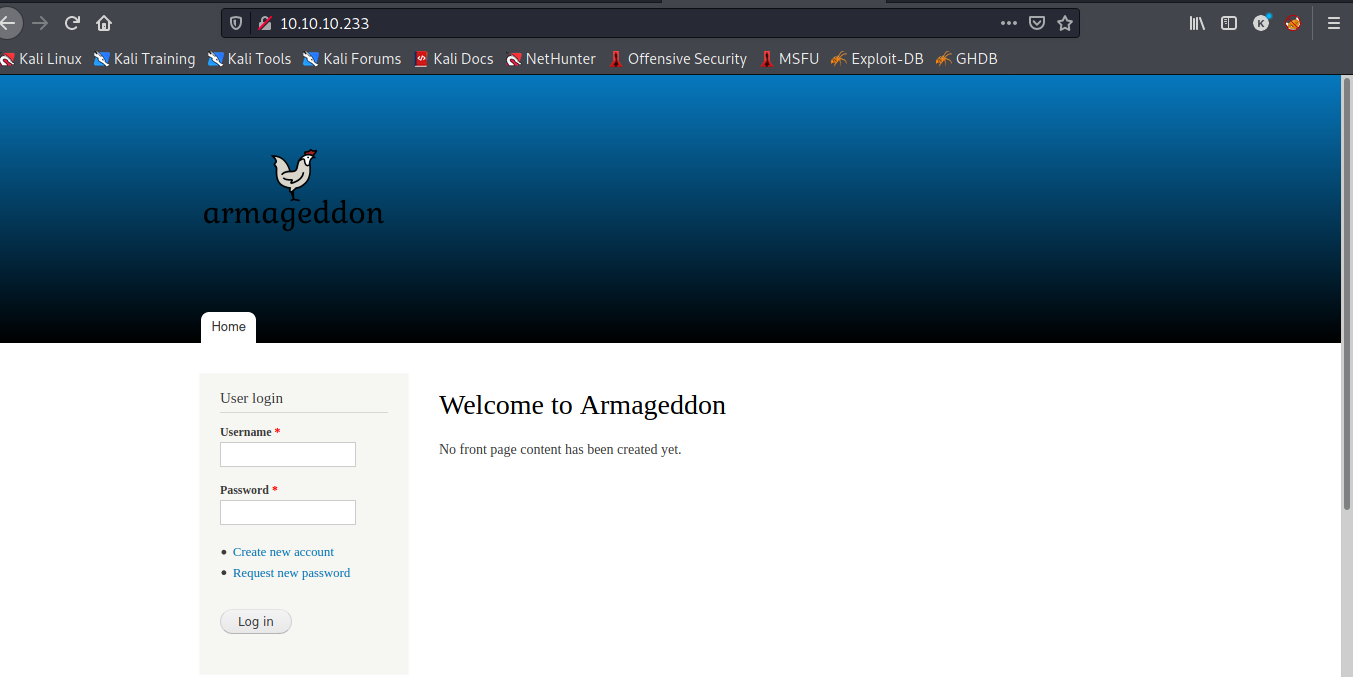 10.10.10.233
Kali Linux Kali Training Kali Tools Kali Forums Kali Docs NetHunter Offensive Security MSFU Exploit-DB GHDB
armageddon
Home
User login
Username *
Password *
Create new account
Request new password
Log in
Welcome to Armageddon
No front page content has been created yet.